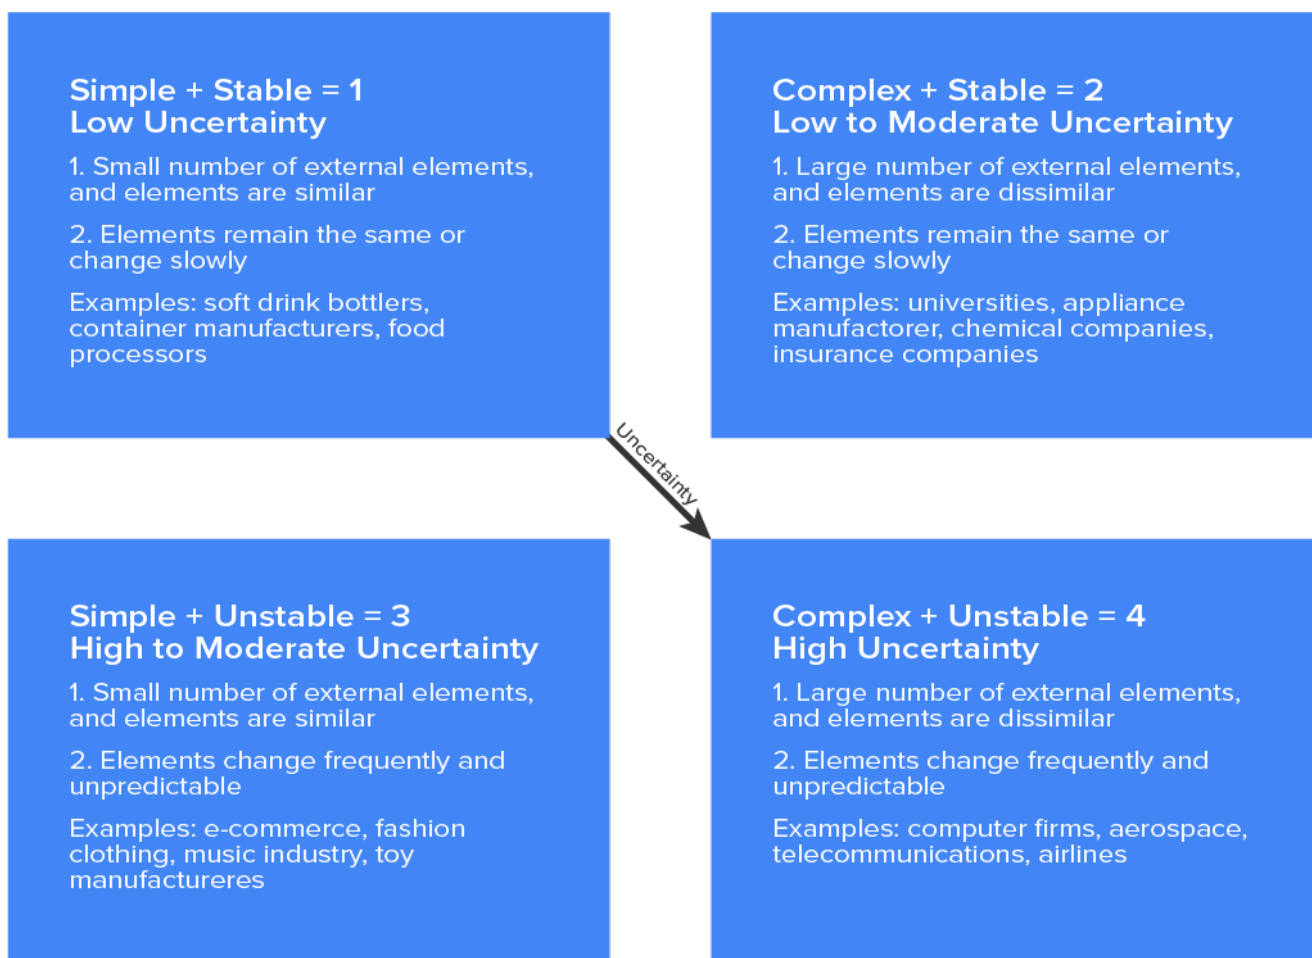 Simple + Stable = 1
Low Uncertainty
1. Small number of external elements,
and elements are similar
2. Elements remain the same or
change slowly
Examples: soft drink bottlers,
container manufacturers, food
processors
Complex + Stable = 2
Low to Moderate Uncertainty
1. Large number of external elements,
and elements are dissimilar
2. Elements remain the same or
change slowly
Examples: universities, appliance
manufactorer, chemical companies,
insurance companies
Uncertainty
Simple + Unstable = 3
High to Moderate Uncertainty
1. Small number of external elements,
and elements are similar
2. Elements change frequently and
unpredictable
Examples: e-commerce, fashion
clothing, music industry, toy
manufactureres
Complex + Unstable = 4
High Uncertainty
1. Large number of external elements,
and elements are dissimilar
2. Elements change frequently and
unpredictable
Examples: computer firms, aerospace,
telecommunications, airlines